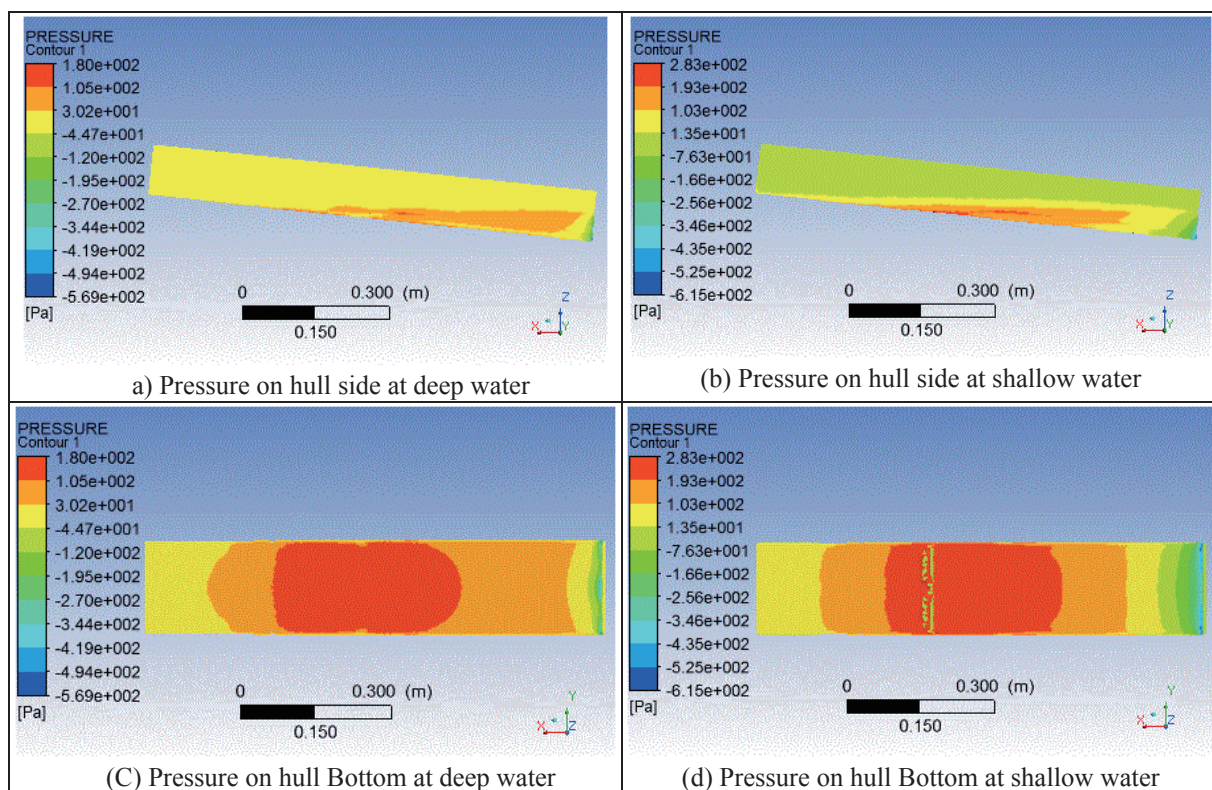 PRESSURE
Contour 1
1.80e+002
1.05e+002
3.02e+001
-4.47e+001
-1.20e+002
-1.95e+002
-2.70e+002
-3.44e+002
-4.19e+002
-4.94e+002
-5.69e+002
[Pa]
0 0.300 (m)
0.150
Z
X Y
a) Pressure on hull side at deep water
PRESSURE
Contour 1
2.83e+002
1.93e+002
1.03e+002
1.35e+001
-7.63e+001
-1.66e+002
-2.56e+002
-3.46e+002
-4.35e+002
-5.25e+002
-6.15e+002
[Pa]
0 0.300 (m)
0.150
Z
X Y
(b) Pressure on hull side at shallow water
PRESSURE
Contour 1
1.80e+002
1.05e+002
3.02e+001
-4.47e+001
-1.20e+002
-1.95e+002
-2.70e+002
-3.44e+002
-4.19e+002
-4.94e+002
-5.69e+002
[Pa]
0 0.300 (m)
0.150
Y
X Z
(C) Pressure on hull Bottom at deep water
PRESSURE
Contour 1
2.83e+002
1.93e+002
1.03e+002
1.35e+001
-7.63e+001
-1.66e+002
-2.56e+002
-3.46e+002
-4.35e+002
-5.25e+002
-6.15e+002
[Pa]
0 0.300 (m)
0.150
Y
X Z
(d) Pressure on hull Bottom at shallow water